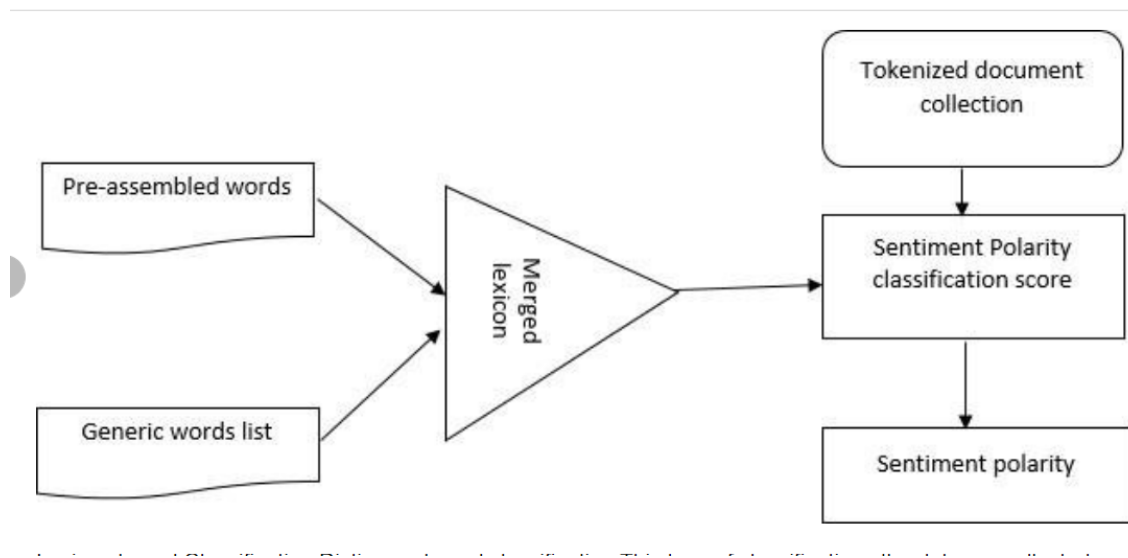 Tokenized document
collection
Pre-assembled words
Sentiment Polarity
classification score
Merged
lexicon
Generic words list
Sentiment polarity